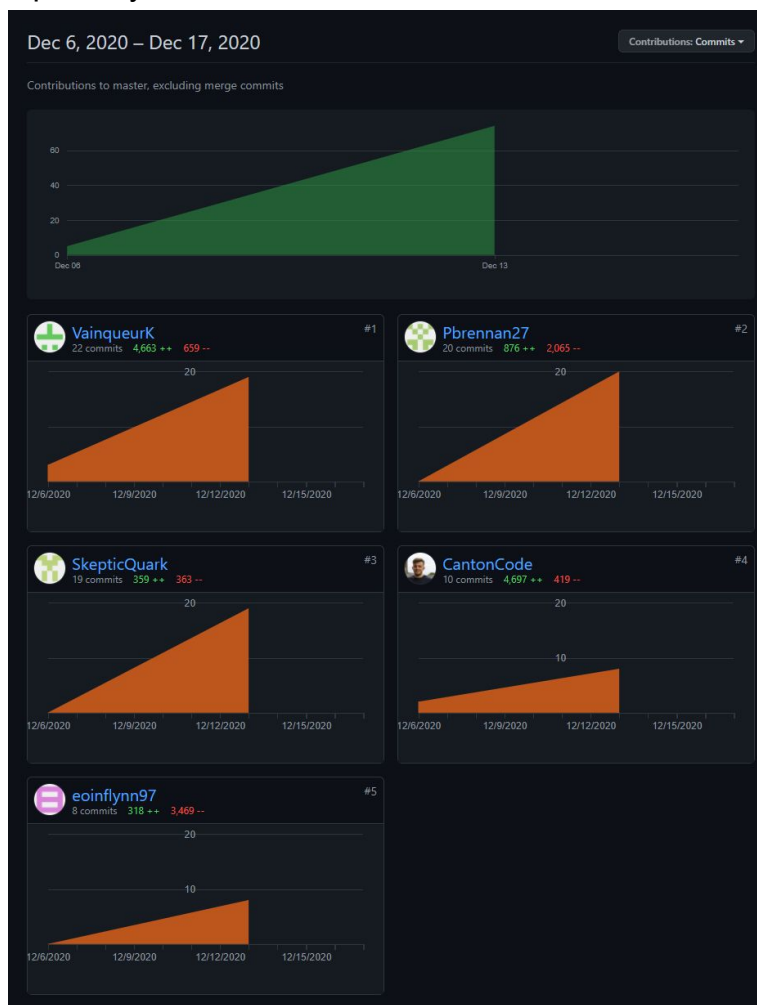 Dec 6, 2020 – Dec 17, 2020
Contributions: Commits
Contributions to master, excluding merge commits
60
40
20
0
Dec 06 Dec 13
VainqueurK #1
22 commits 4,663 ++ 659 --
20
12/6/2020 12/9/2020 12/12/2020 12/15/2020
Pbrennan27 #2
20 commits 876 ++ 2,065 --
20
12/6/2020 12/9/2020 12/12/2020 12/15/2020
SkepticQuark #3
19 commits 359 ++ 363 --
20
12/6/2020 12/9/2020 12/12/2020 12/15/2020
CantonCode #4
10 commits 4,697 ++ 419 --
20
10
12/6/2020 12/9/2020 12/12/2020 12/15/2020
eoinflynn97 #5
8 commits 318 ++ 3,469 --
20
10
12/6/2020 12/9/2020 12/12/2020 12/15/2020